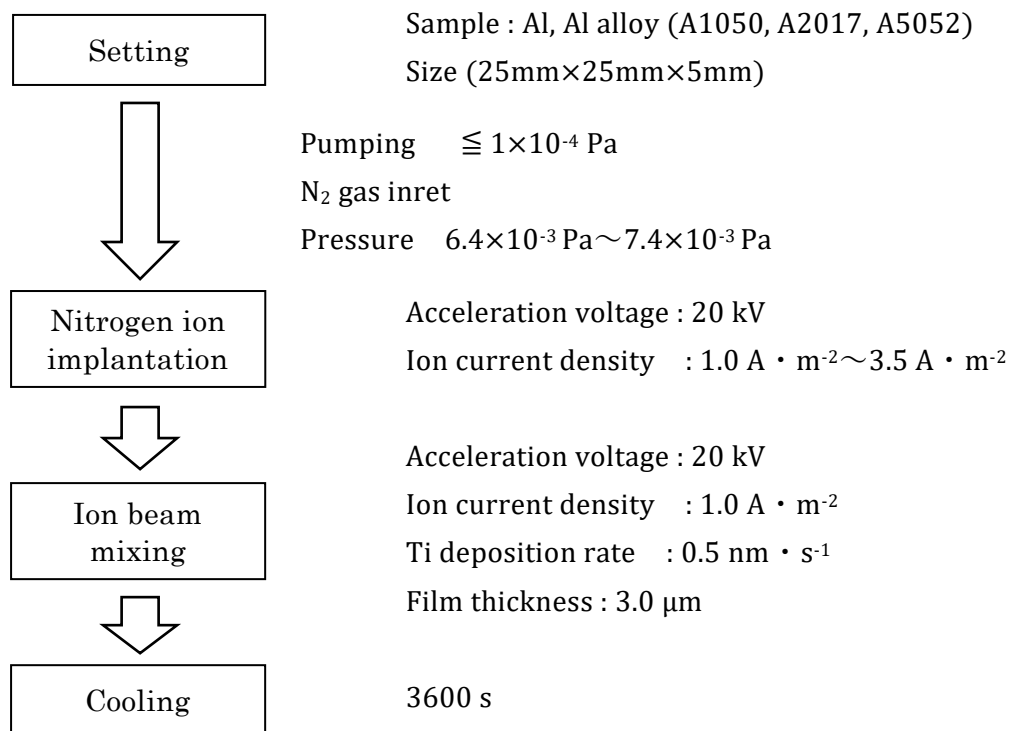 Setting
Sample : Al, Al alloy (A1050, A2017, A5052)
Size (25mm×25mm×5mm)
Pumping ≦ 1×10⁻⁴ Pa
N₂ gas inret
Pressure 6.4×10⁻³ Pa～7.4×10⁻³ Pa
Nitrogen ion
implantation
Acceleration voltage : 20 kV
Ion current density : 1.0 A・m⁻²～3.5 A・m⁻²
Ion beam
mixing
Acceleration voltage : 20 kV
Ion current density : 1.0 A・m⁻²
Ti deposition rate : 0.5 nm・s⁻¹
Film thickness : 3.0 μm
Cooling
3600 s